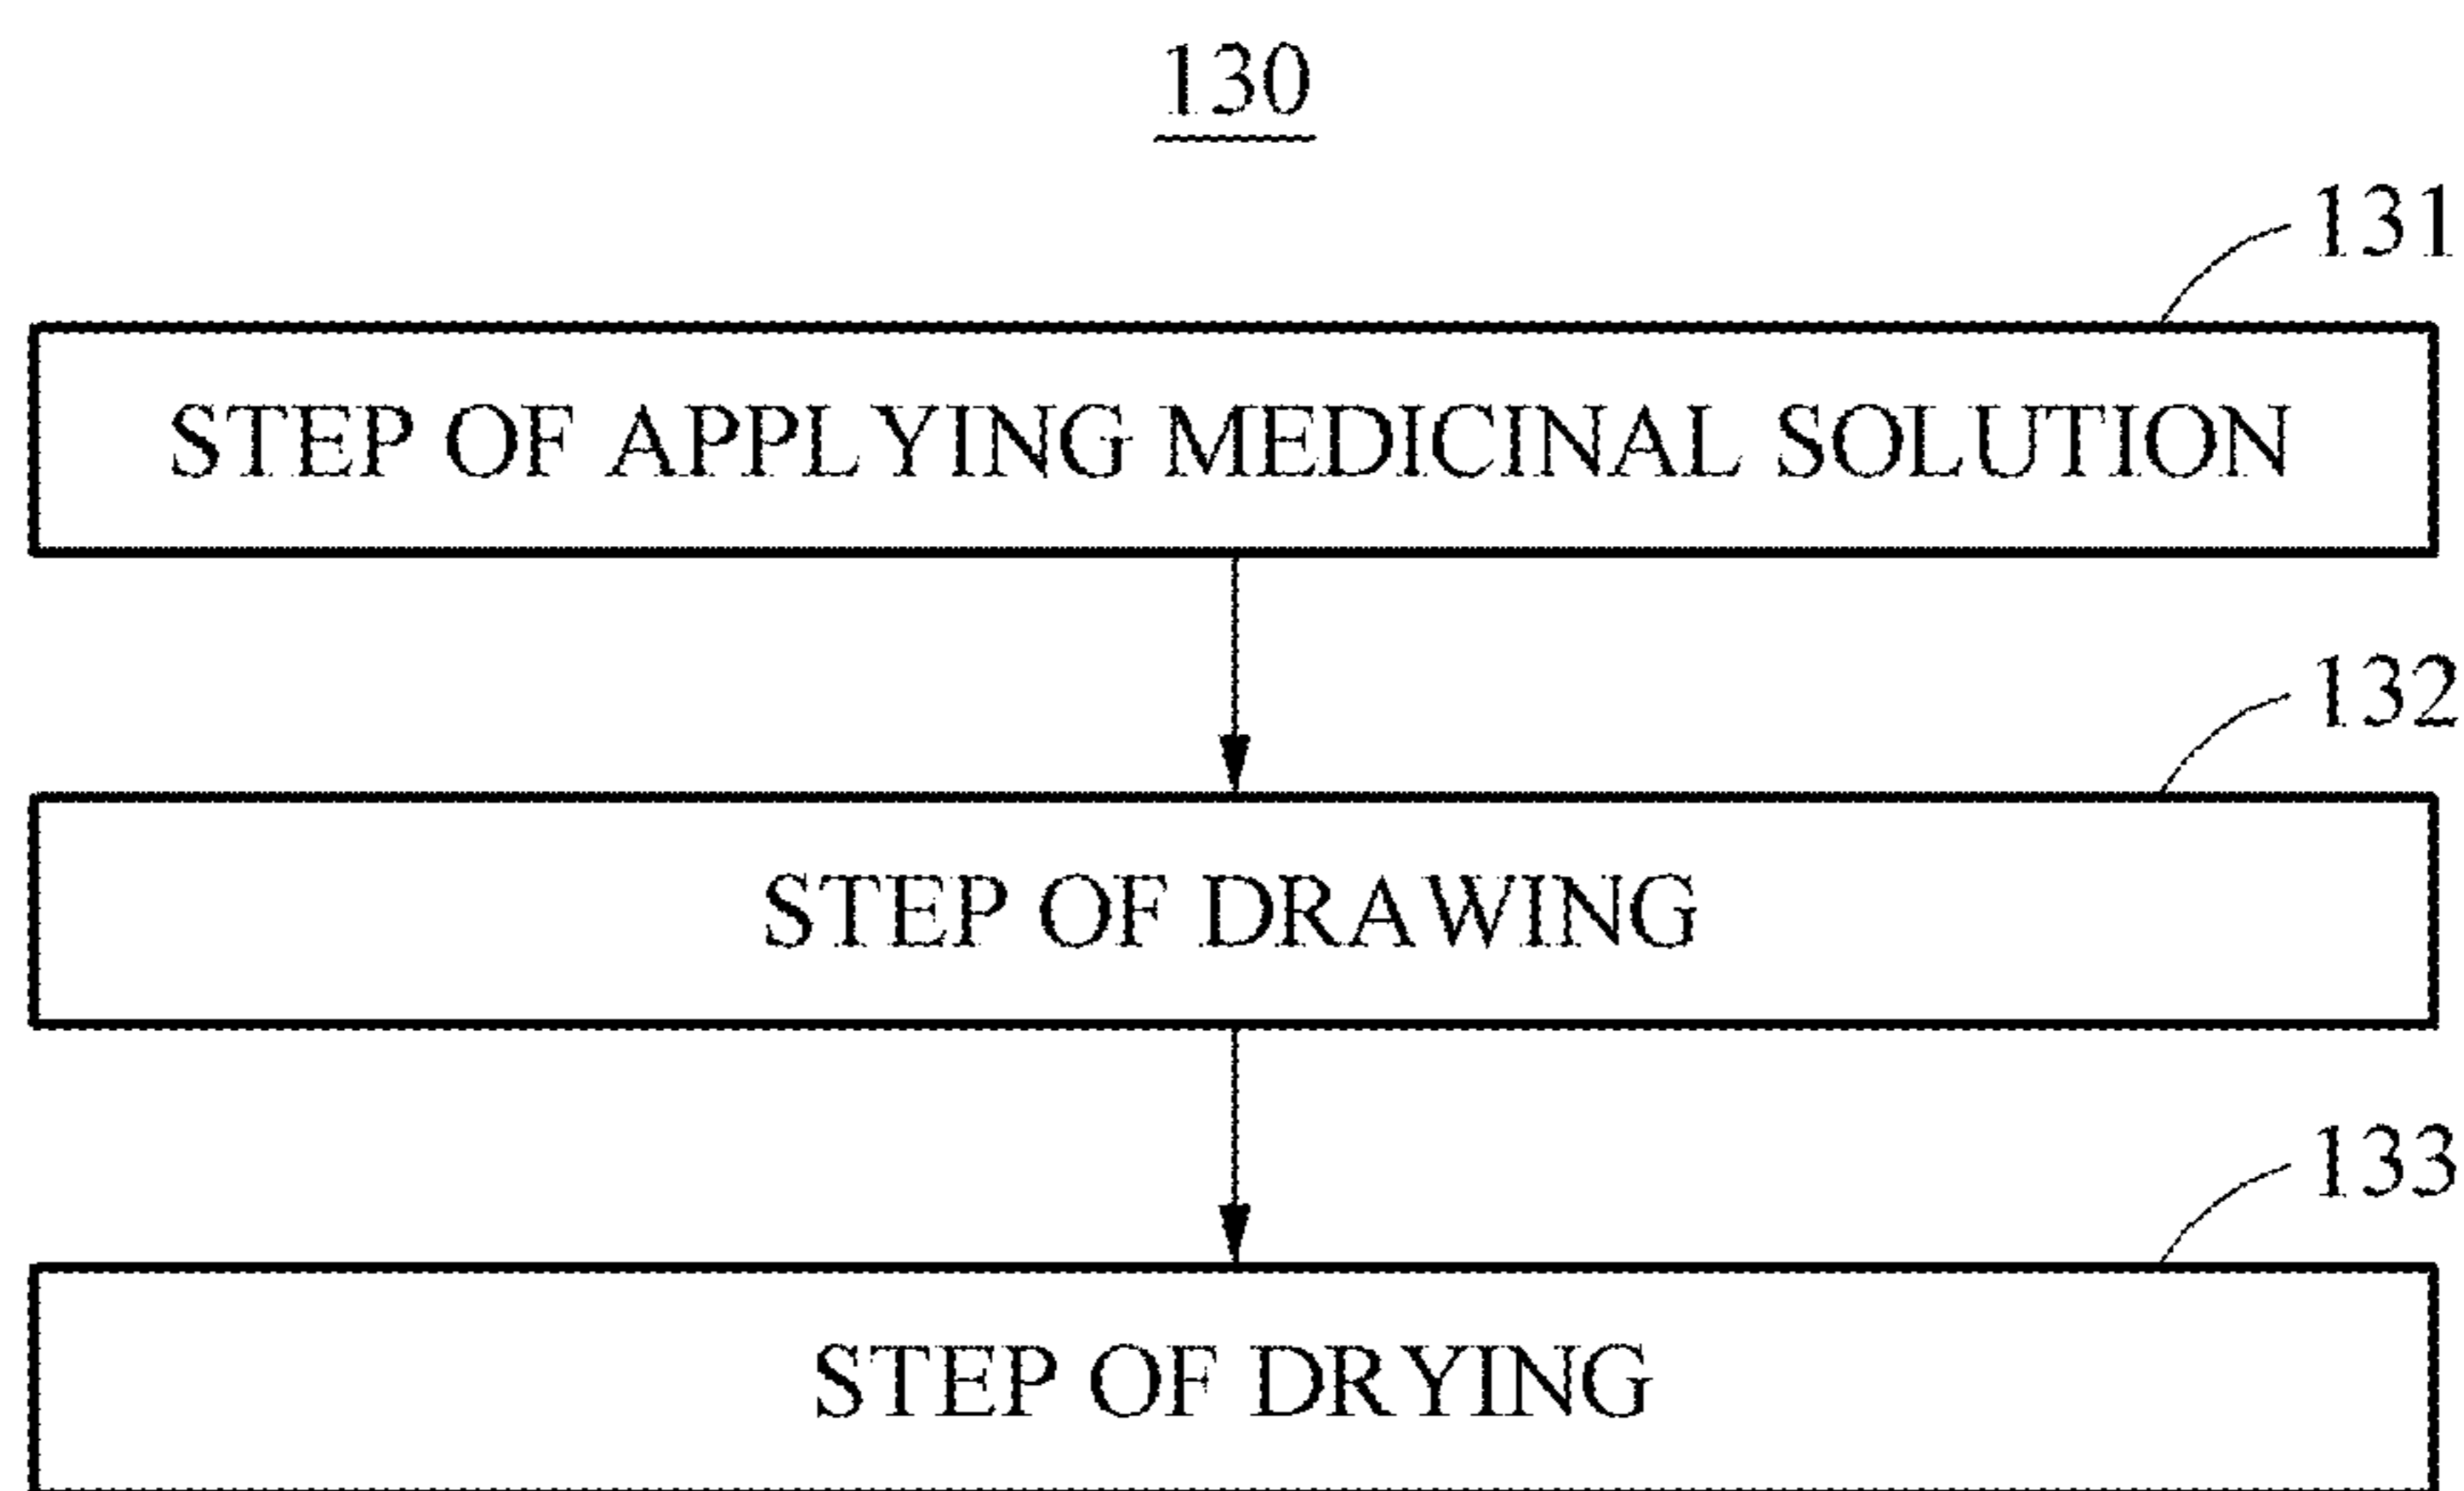 130
131
STEP OF APPLYING MEDICINAL SOLUTION
132
STEP OF DRAWING
133
STEP OF DRYING